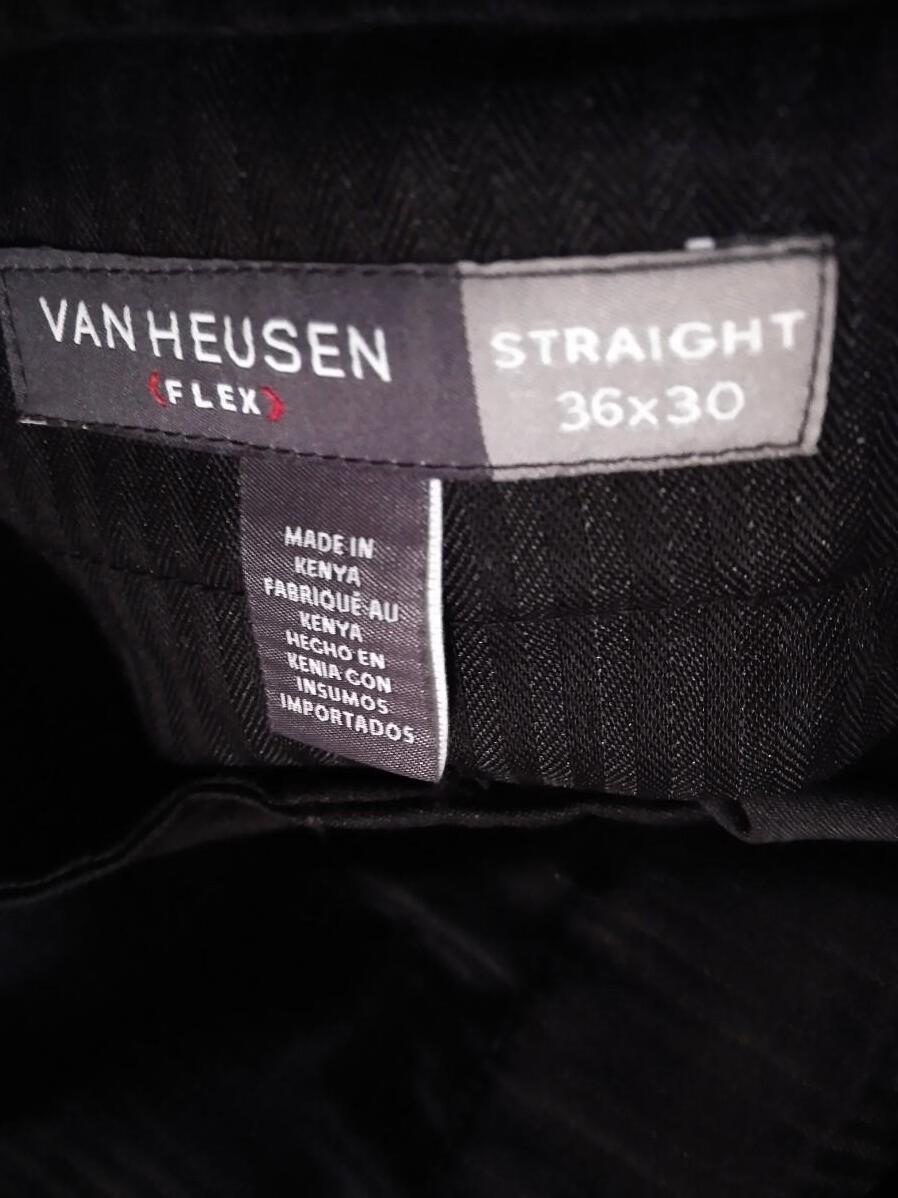 VAN HEUSEN
(FLEX)
STRAIGHT
36x30
MADE IN
KENYA
FABRIQUÉ AU
KENYA
HECHO EN
KENIA CON
INSUMOS
IMPORTADOS